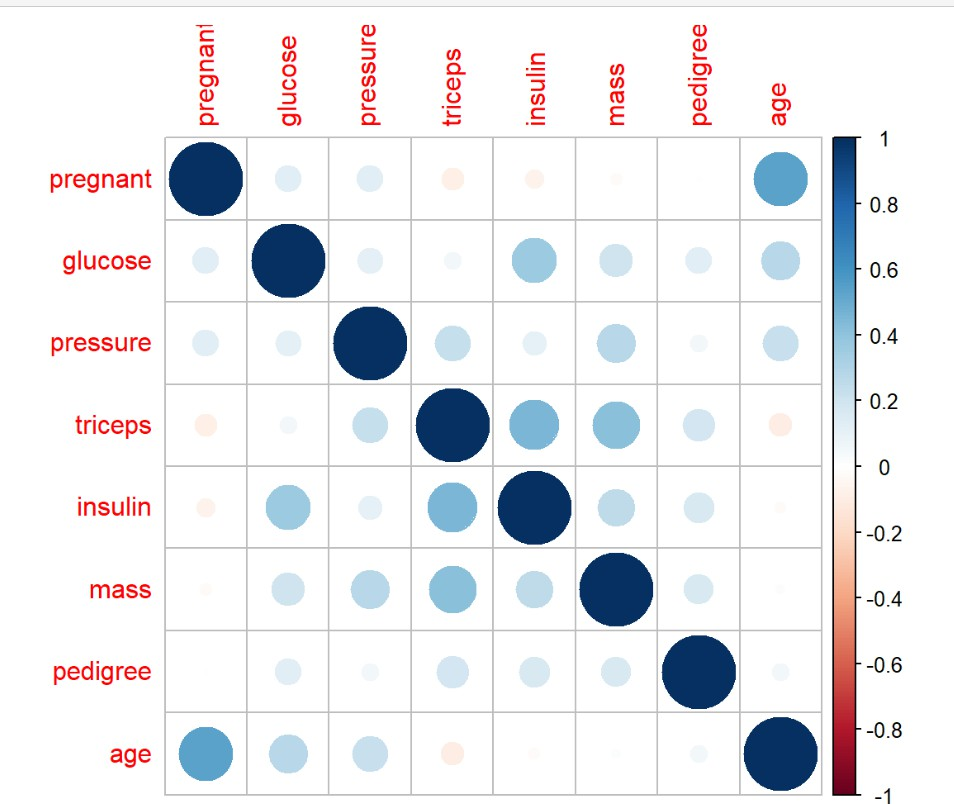 pregnant
glucose
pressure
triceps
insulin
mass
pedigree
age
pregnant
glucose
pressure
triceps
insulin
mass
pedigree
age
1
0.8
0.6
0.4
0.2
0
-0.2
-0.4
-0.6
-0.8
-1